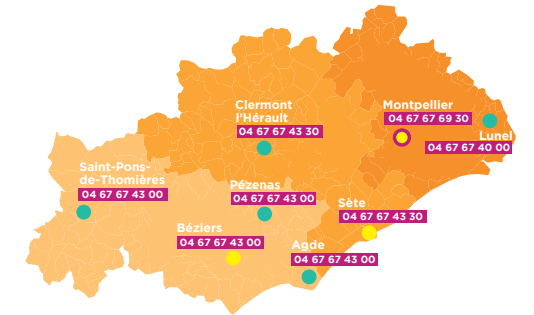 Clermont
l'Hérault
04 67 67 43 30
Montpellier
04 67 67 69 30
Lunel
04 67 67 40 00
Saint-Pons-
de-Thomières
04 67 67 43 00
Pézenas
04 67 67 43 00
Sète
04 67 67 43 30
Béziers
04 67 67 43 00
Agde
04 67 67 43 00